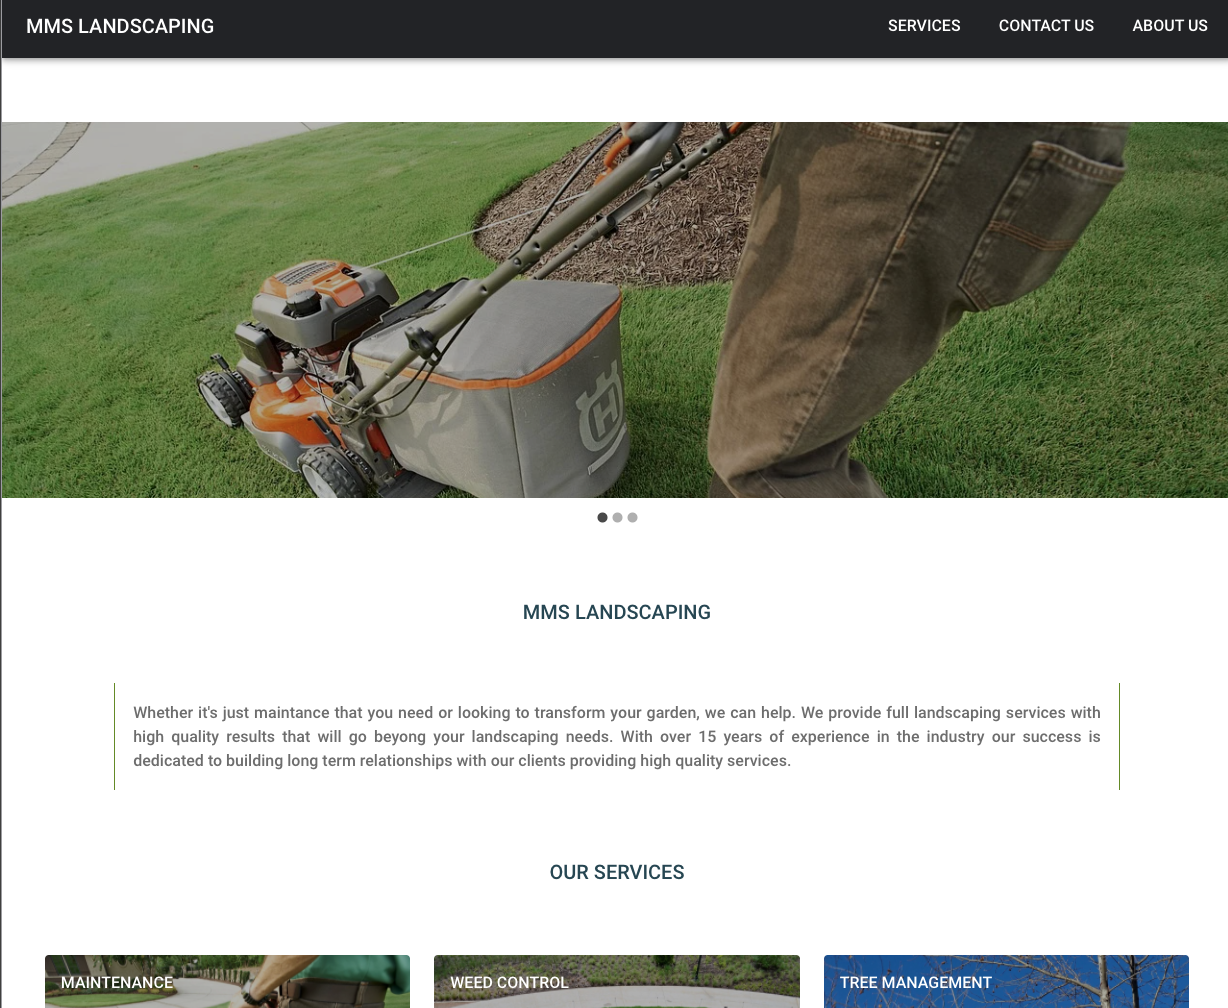 MMS LANDSCAPING
SERVICES
CONTACT US
ABOUT US
MMS LANDSCAPING
Whether it's just maintance that you need or looking to transform your garden, we can help. We provide full landscaping services with
high quality results that will go beyong your landscaping needs. With over 15 years of experience in the industry our success is
dedicated to building long term relationships with our clients providing high quality services.
OUR SERVICES
MAINTENANCE
WEED CONTROL
TREE MANAGEMENT